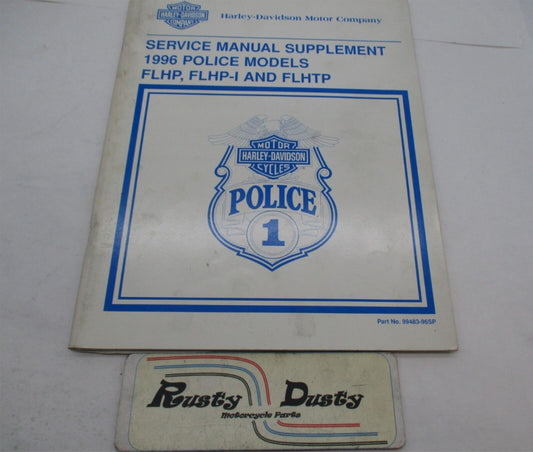 MOTOR
HARLEY-DAVIDSON
COMPANY
Harley-Davidson Motor Company
SERVICE MANUAL SUPPLEMENT
1996 POLICE MODELS
FLHP, FLHP-I AND FLHTP
MOTOR
HARLEY-DAVIDSON
CYCLES
POLICE
1
Part No. 99483-96SP
Rusty Dusty
Motorcycle Parts